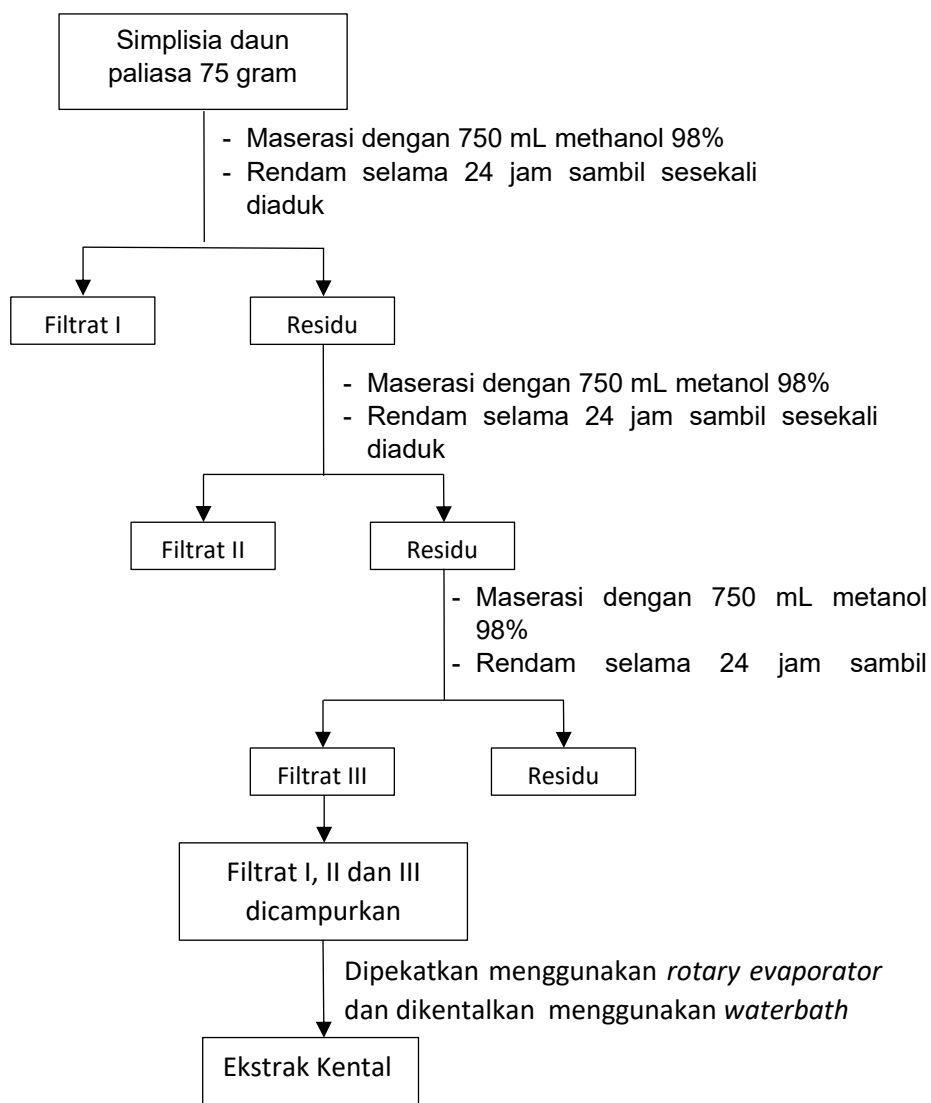 Simplisia daun
paliasa 75 gram
- Maserasi dengan 750 mL methanol 98%
- Rendam selama 24 jam sambil sesekali
diaduk
Filtrat I
Residu
- Maserasi dengan 750 mL metanol 98%
- Rendam selama 24 jam sambil sesekali
diaduk
Filtrat II
Residu
- Maserasi dengan 750 mL metanol
98%
- Rendam selama 24 jam sambil
Filtrat III
Residu
Filtrat I, II dan III
dicampurkan
Dipekatkan menggunakan rotary evaporator
dan dikentalkan menggunakan waterbath
Ekstrak Kental